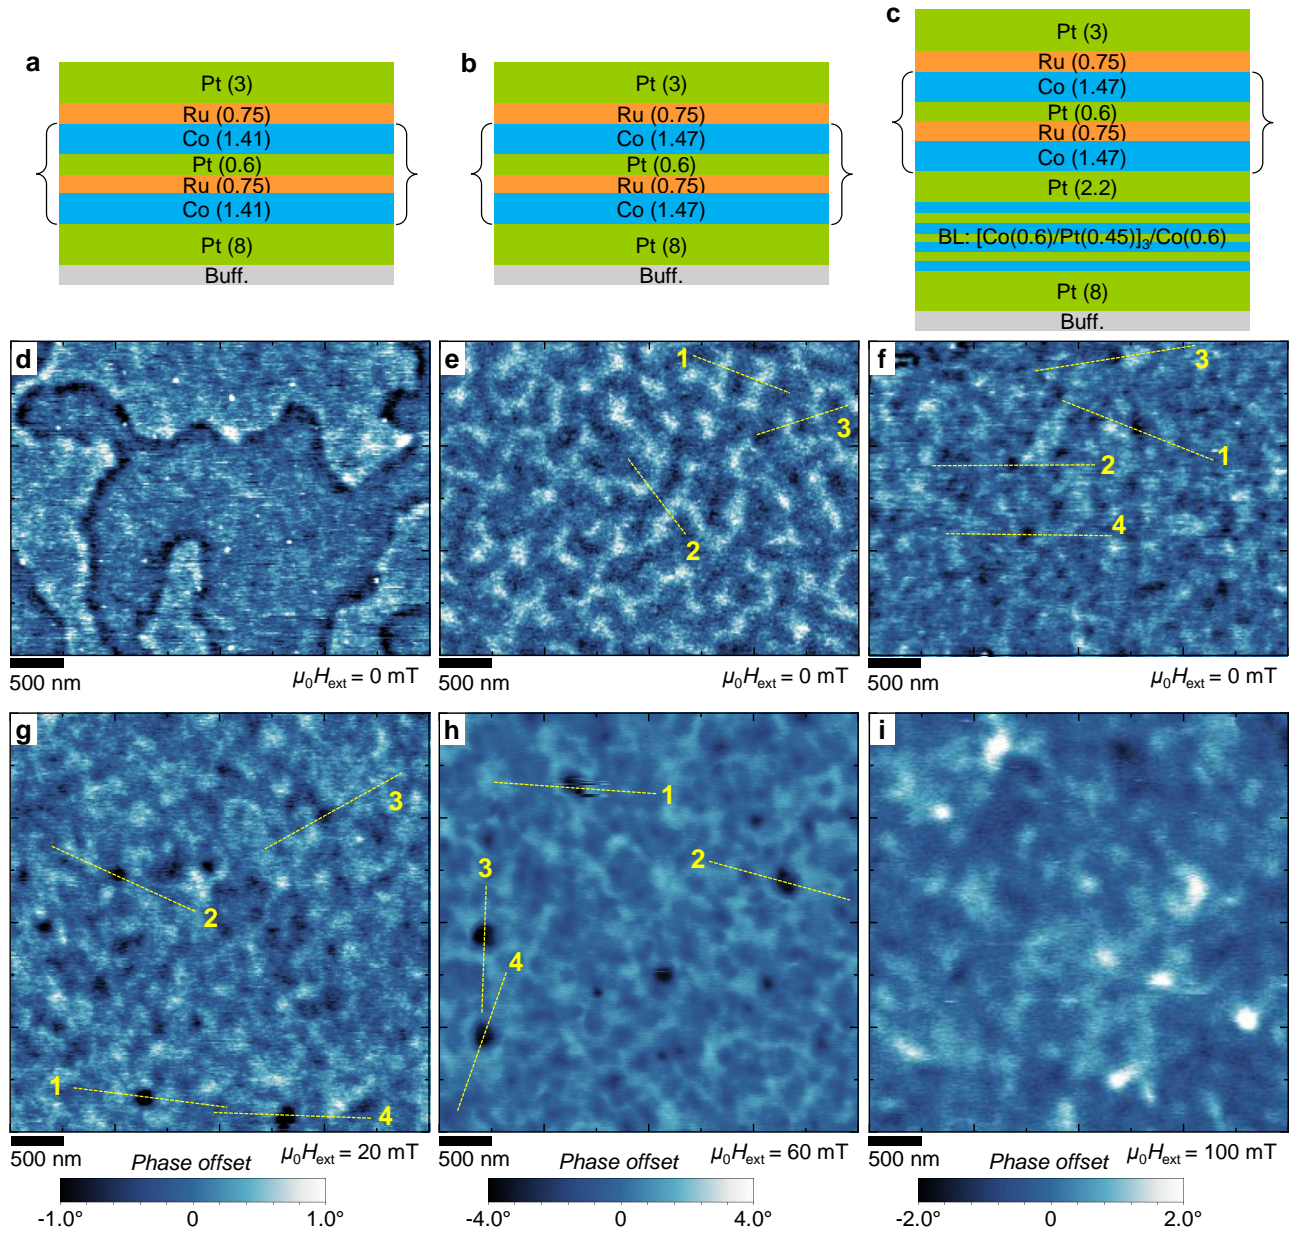 a
Pt (3)
Ru (0.75)
Co (1.41)
Pt (0.6)
Ru (0.75)
Co (1.41)
Pt (8)
Buff.
b
Pt (3)
Ru (0.75)
Co (1.47)
Pt (0.6)
Ru (0.75)
Co (1.47)
Pt (8)
Buff.
c
Pt (3)
Ru (0.75)
Co (1.47)
Pt (0.6)
Ru (0.75)
Co (1.47)
Pt (2.2)
BL: [Co(0.6)/Pt(0.45)]₃/Co(0.6)
Pt (8)
Buff.
d
500 nm
μ₀Hext = 0 mT
e
1
3
2
μ₀Hext = 0 mT
500 nm
f
3
1
2
4
500 nm
μ₀Hext = 0 mT
g
3
2
1
4
500 nm
μ₀Hext = 20 mT
Phase offset
-1.0° 0 1.0°
h
1
2
3
4
500 nm
μ₀Hext = 60 mT
Phase offset
-4.0° 0 4.0°
i
500 nm
μ₀Hext = 100 mT
Phase offset
-2.0° 0 2.0°